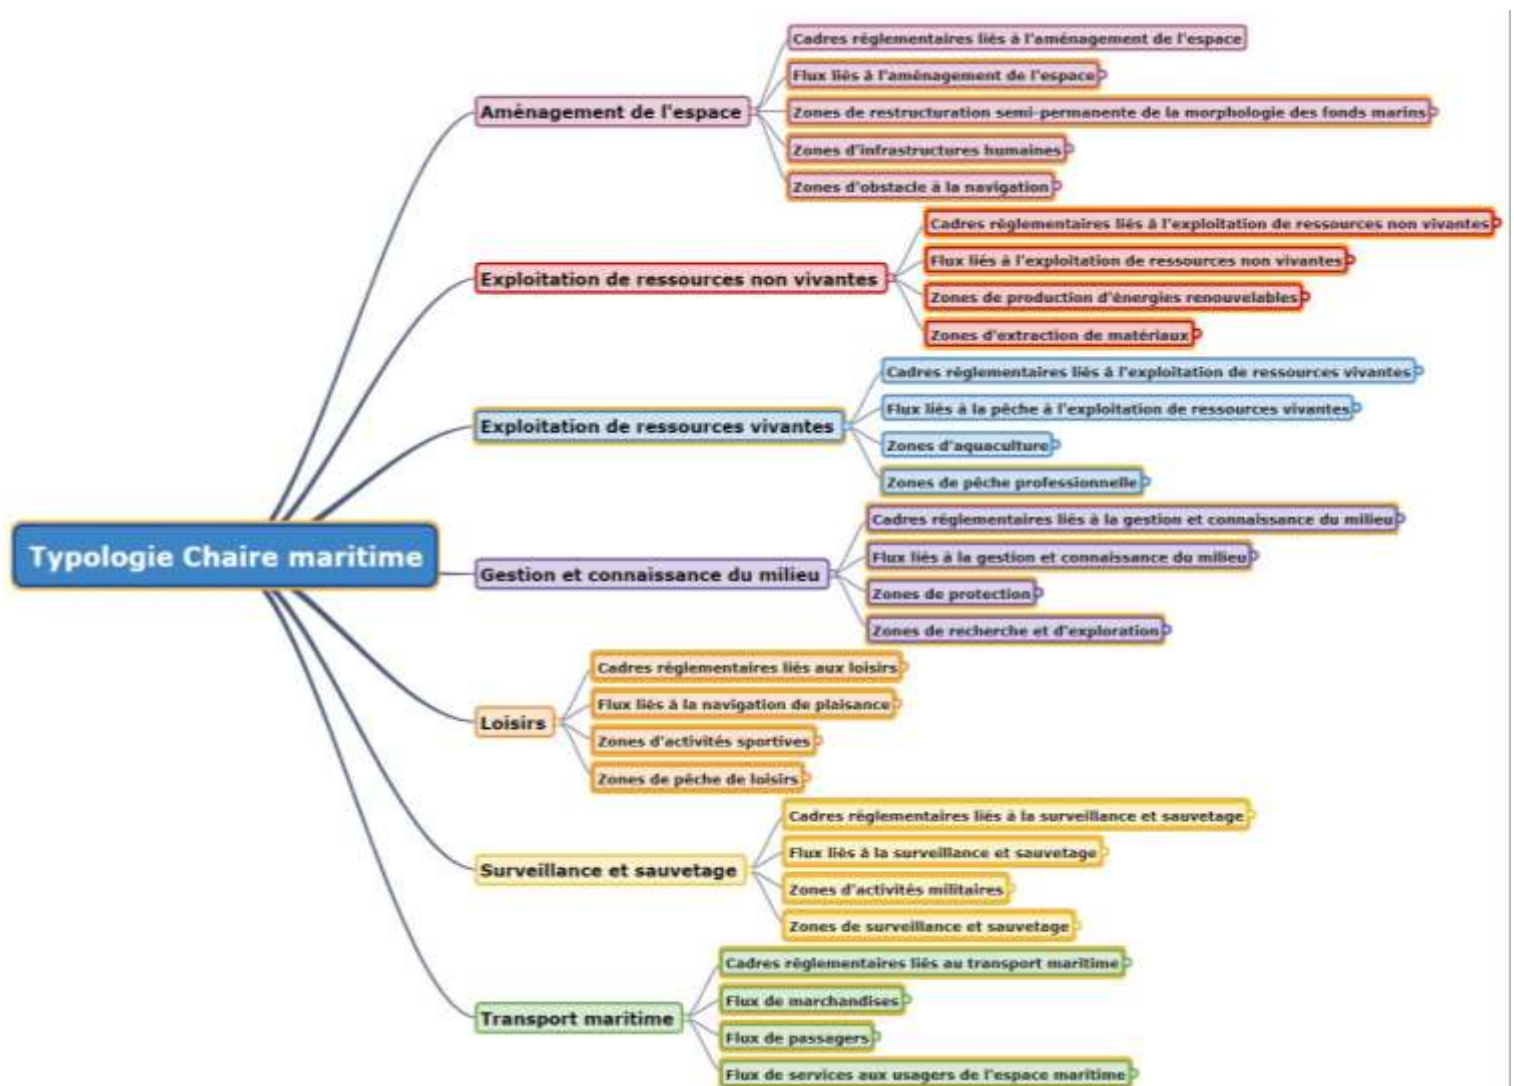 Typologie Chaire maritime
Aménagement de l'espace
Cadres réglementaires liés à l'aménagement de l'espace
Flux liés à l'aménagement de l'espace
Zones de restructuration semi-permanente de la morphologie des fonds marins
Zones d'infrastructures humaines
Zones d'obstacle à la navigation
Exploitation de ressources non vivantes
Cadres réglementaires liés à l'exploitation de ressources non vivantes
Flux liés à l'exploitation de ressources non vivantes
Zones de production d'énergies renouvelables
Zones d'extraction de matériaux
Exploitation de ressources vivantes
Cadres réglementaires liés à l'exploitation de ressources vivantes
Flux liés à la pêche à l'exploitation de ressources vivantes
Zones d'aquaculture
Zones de pêche professionnelle
Gestion et connaissance du milieu
Cadres réglementaires liés à la gestion et connaissance du milieu
Flux liés à la gestion et connaissance du milieu
Zones de protection
Zones de recherche et d'exploration
Loisirs
Cadres réglementaires liés aux loisirs
Flux liés à la navigation de plaisance
Zones d'activités sportives
Zones de pêche de loisirs
Surveillance et sauvetage
Cadres réglementaires liés à la surveillance et sauvetage
Flux liés à la surveillance et sauvetage
Zones d'activités militaires
Zones de surveillance et sauvetage
Transport maritime
Cadres réglementaires liés au transport maritime
Flux de marchandises
Flux de passagers
Flux de services aux usagers de l'espace maritime